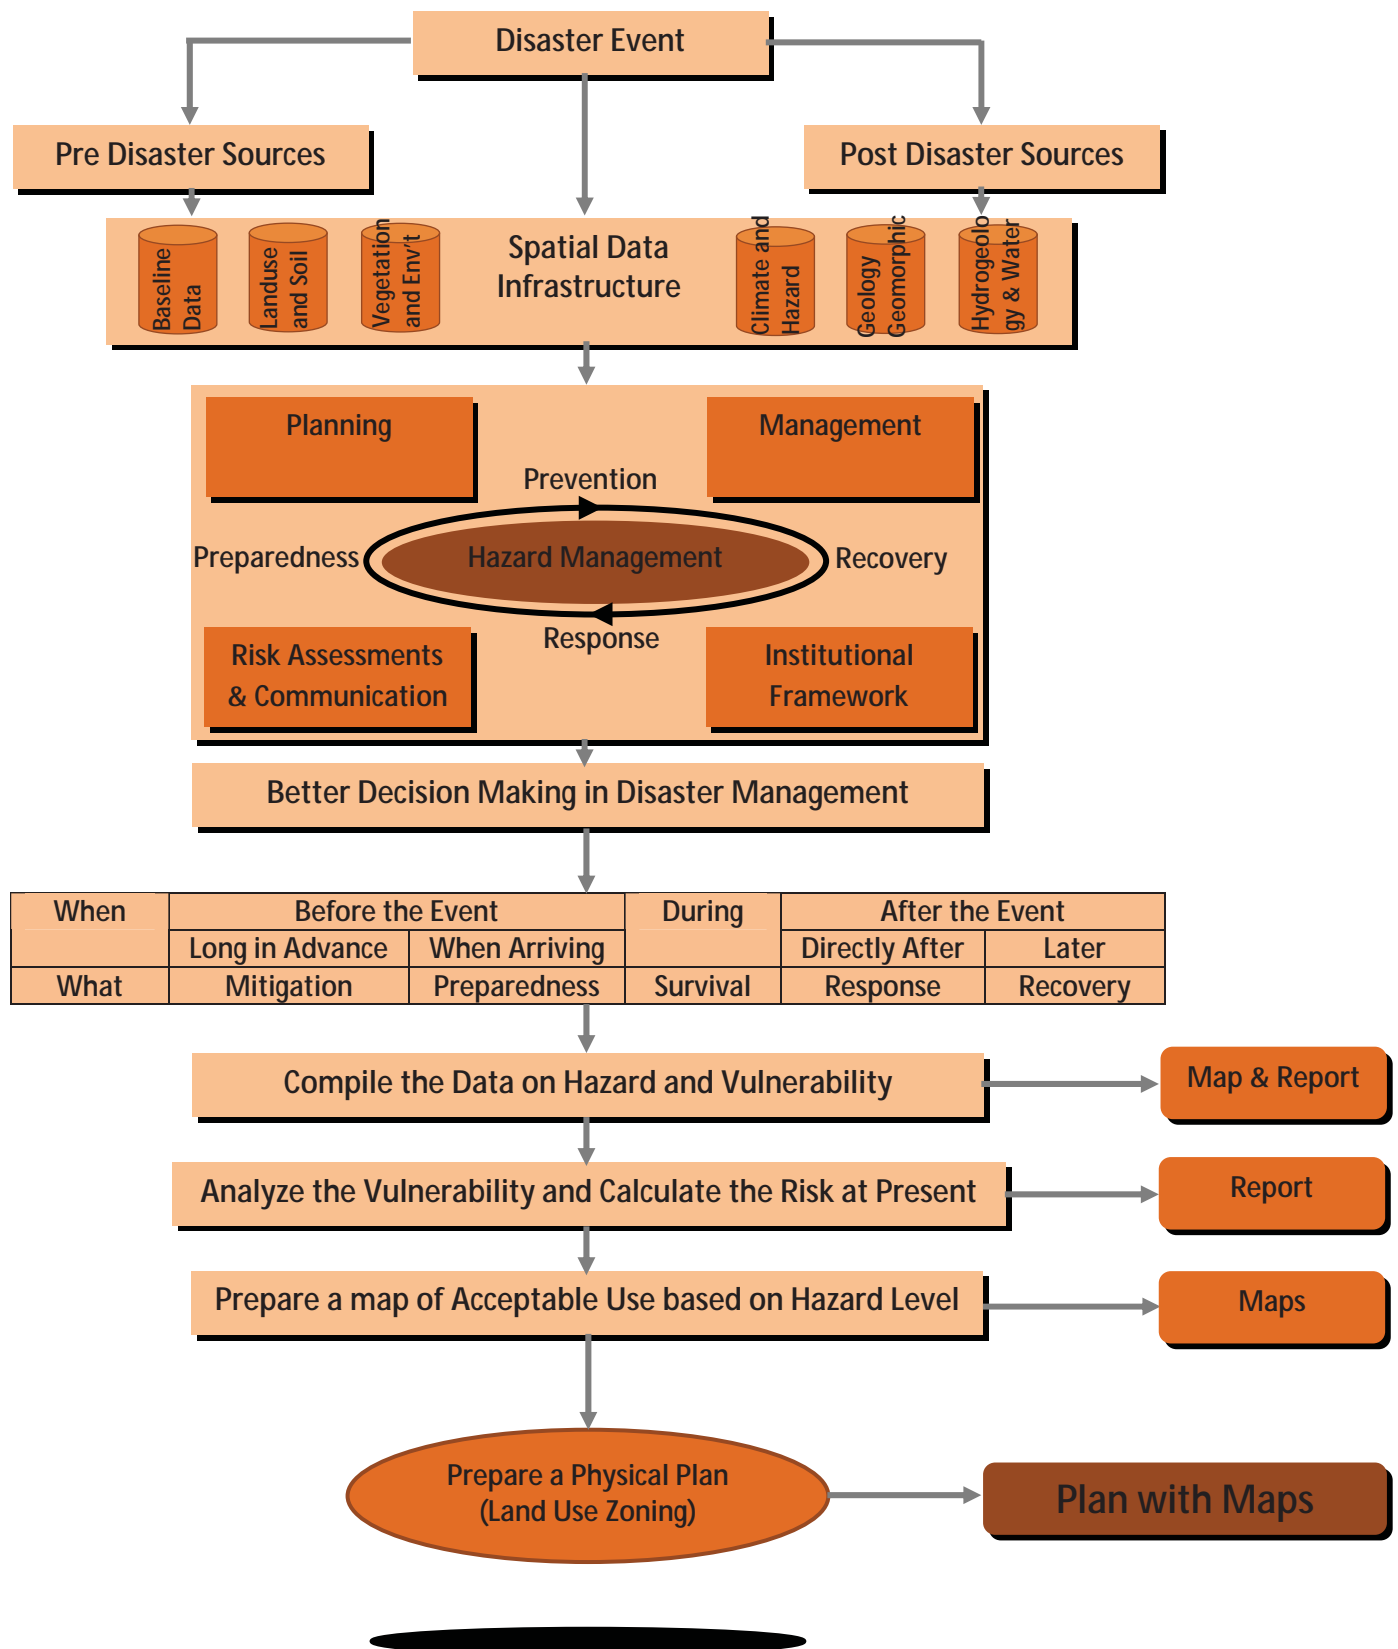 Disaster Event
Pre Disaster Sources
Post Disaster Sources
Baseline
Data
Landuse
and Soil
Vegetation
and Env't
Spatial Data
Infrastructure
Climate and
Hazard
Geology
Geomorphic
Hydrogeolo
gy & Water
Planning
Management
Prevention
Preparedness
Hazard Management
Recovery
Response
Risk Assessments
& Communication
Institutional
Framework
Better Decision Making in Disaster Management
When Before the Event During After the Event
Long in Advance When Arriving Directly After Later
What Mitigation Preparedness Survival Response Recovery
Compile the Data on Hazard and Vulnerability
Map & Report
Analyze the Vulnerability and Calculate the Risk at Present
Report
Prepare a map of Acceptable Use based on Hazard Level
Maps
Prepare a Physical Plan
(Land Use Zoning)
Plan with Maps